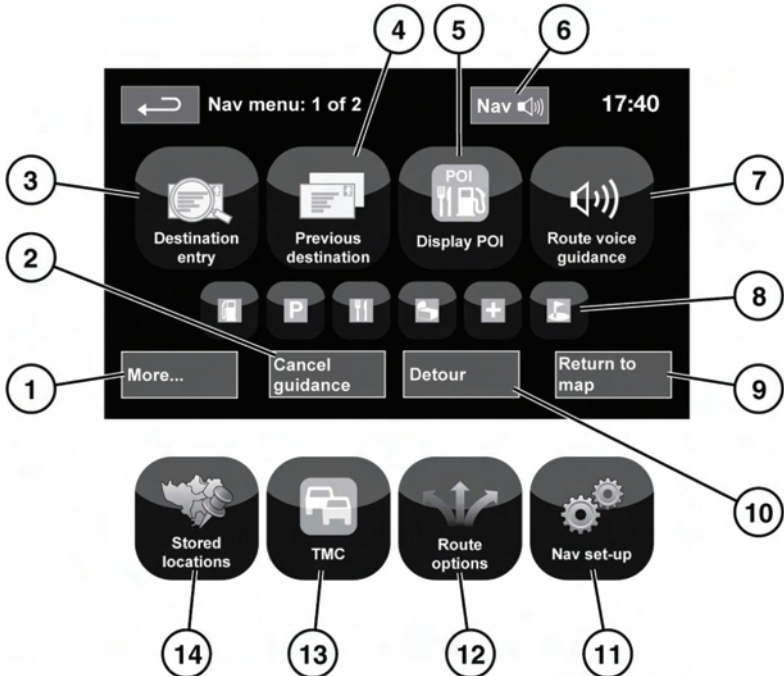 4
5
6
Nav menu: 1 of 2
Nav
17:40
3
POI
7
Destination
entry
Previous
destination
Display POI
Route voice
guidance
2
P
8
More...
Cancel
guidance
Detour
Return to
map
1
9
10
Stored
locations
TMC
Route
options
Nav set-up
14
13
12
11